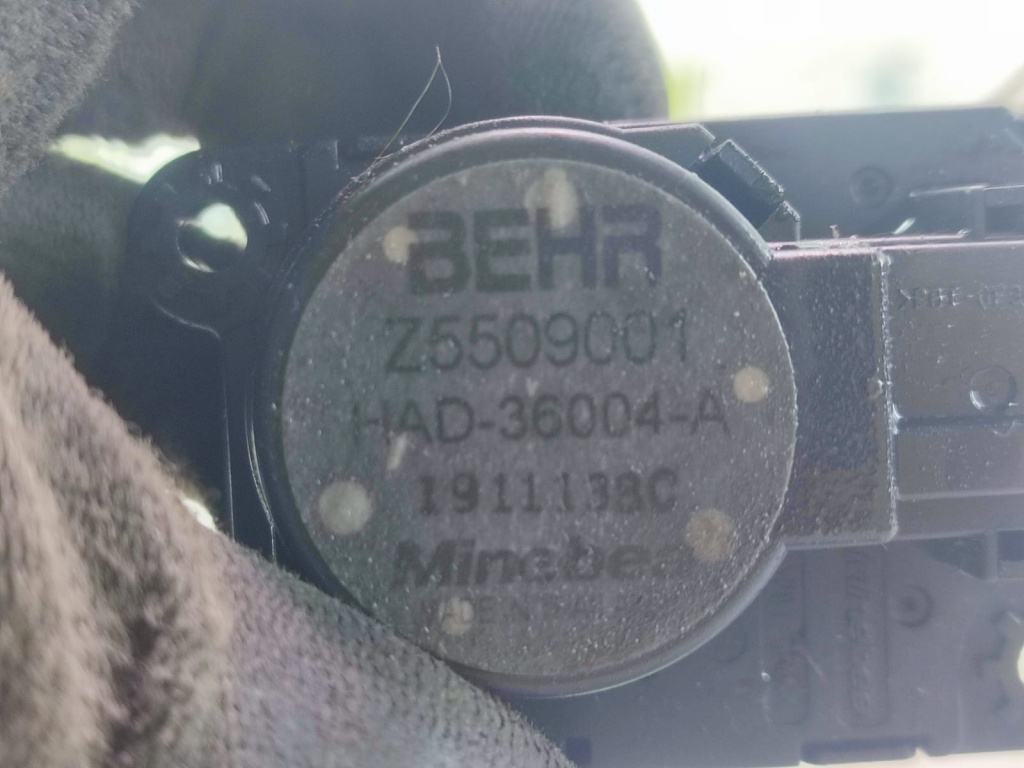 BEHR
Z5509001
HAD-36004-A
1911138C
Minebea